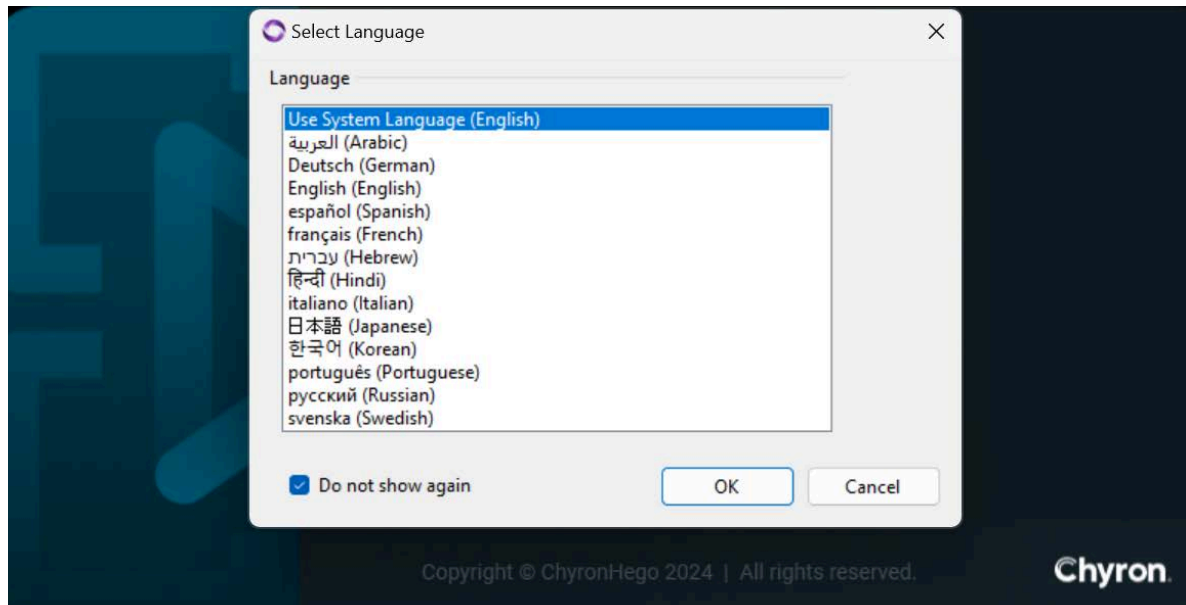 Select Language
Language
Use System Language (English)
العربية (Arabic)
Deutsch (German)
English (English)
español (Spanish)
français (French)
עברית (Hebrew)
हिन्दी (Hindi)
italiano (Italian)
日本語 (Japanese)
한국어 (Korean)
português (Portuguese)
русский (Russian)
svenska (Swedish)
Do not show again
OK
Cancel
Copyright © ChyronHego 2024 | All rights reserved.
Chyron.